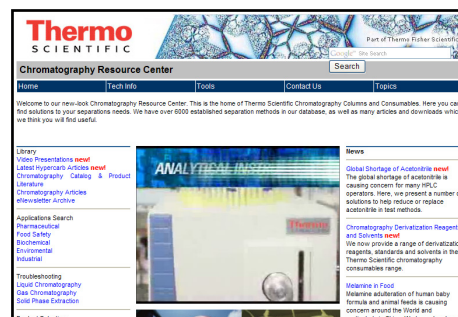 Thermo
SCIENTIFIC
Part of Thermo Fisher Scientific
Google™ Site Search
Search
Chromatography Resource Center
Home
Tech Info
Tools
Contact Us
Topics
Welcome to our new-look Chromatography Resource Center. This is the home of Thermo Scientific Chromatography Columns and Consumables. Here you can
find solutions to your separations needs. We have over 6000 established separation methods in our database, as well as many articles and downloads which
we think you will find useful.
Library
Video Presentations new!
Latest Hypercarb Articles new!
Chromatography Catalog & Product
Literature
Chromatography Articles
eNewsletter Archive
Applications Search
Pharmaceutical
Food Safety
Biochemical
Enviromental
Industrial
Troubleshooting
Liquid Chromatography
Gas Chromatography
Solid Phase Extraction
ANALYTICAL INST
Thermo
News
Global Shortage of Acetonitrile new!
The global shortage of acetonitrile is
causing concern for many HPLC
operators. Here, we present a number
solutions to help reduce or replace
acetonitrile in test methods.
Chromatography Derivatization Reagents
and Solvents new!
We now provide a range of derivatization
reagents, standards and solvents in the
Thermo Scientific chromatography
consumables range.
Melamine in Food
Melamine adulteration of human baby
formula and animal feeds is causing
concern around the World and